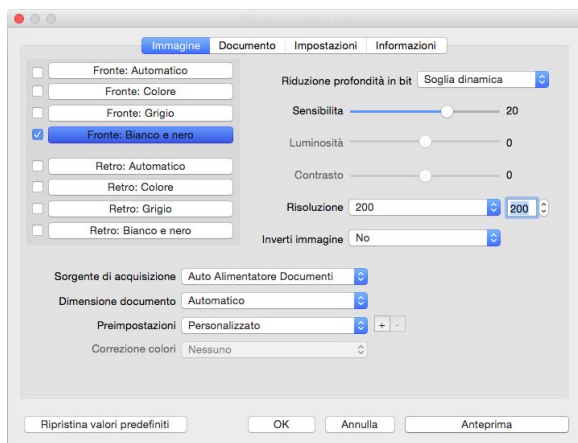 Immagine Documento Impostazioni Informazioni
Fronte: Automatico
Fronte: Colore
Fronte: Grigio
Fronte: Bianco e nero
Retro: Automatico
Retro: Colore
Retro: Grigio
Retro: Bianco e nero
Riduzione profondità in bit Soglia dinamica
Sensibilita 20
Luminosità 0
Contrasto 0
Risoluzione 200 200
Inverti immagine No
Sorgente di acquisizione Auto Alimentatore Documenti
Dimensione documento Automatico
Preimpostazioni Personalizzato + -
Correzione colori Nessuno
Ripristina valori predefiniti OK Annulla Anteprima